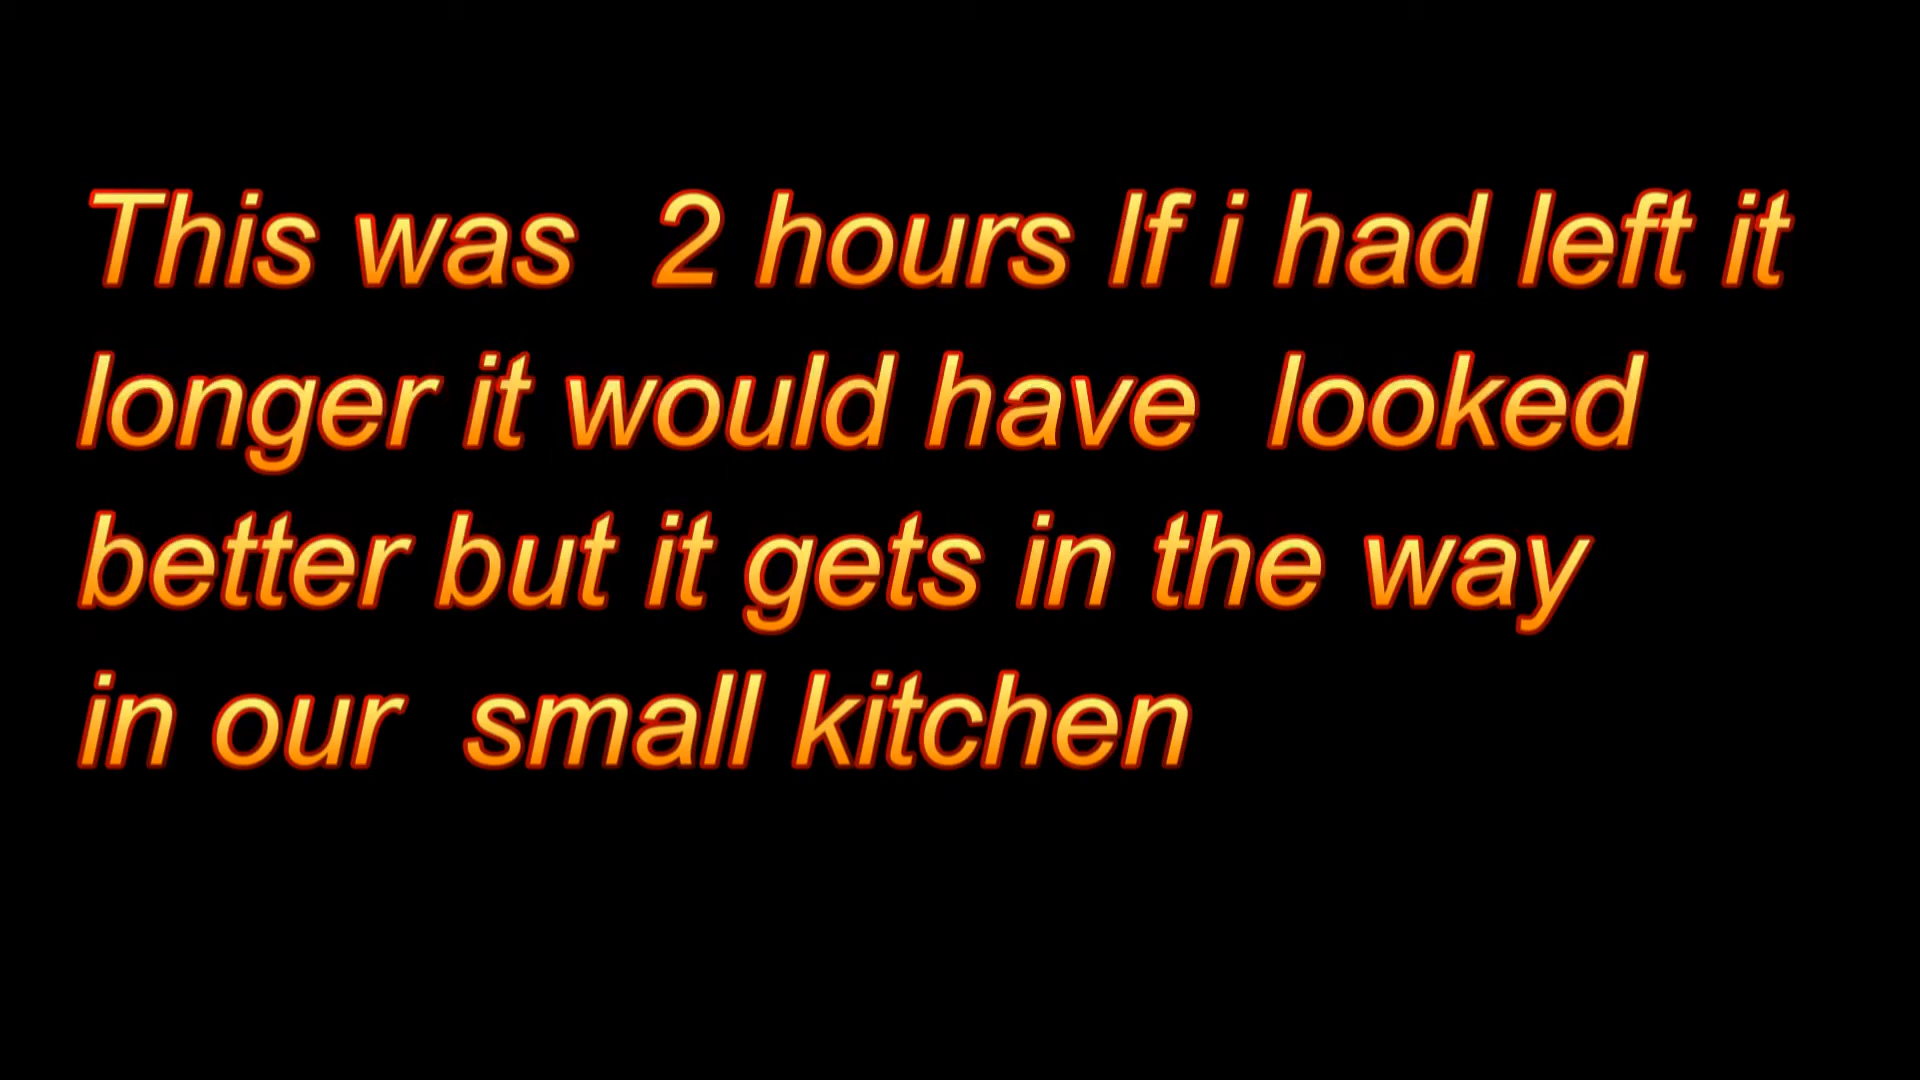 This was  2 hours If i had left it
longer it would have  looked
better but it gets in the way
in our  small kitchen